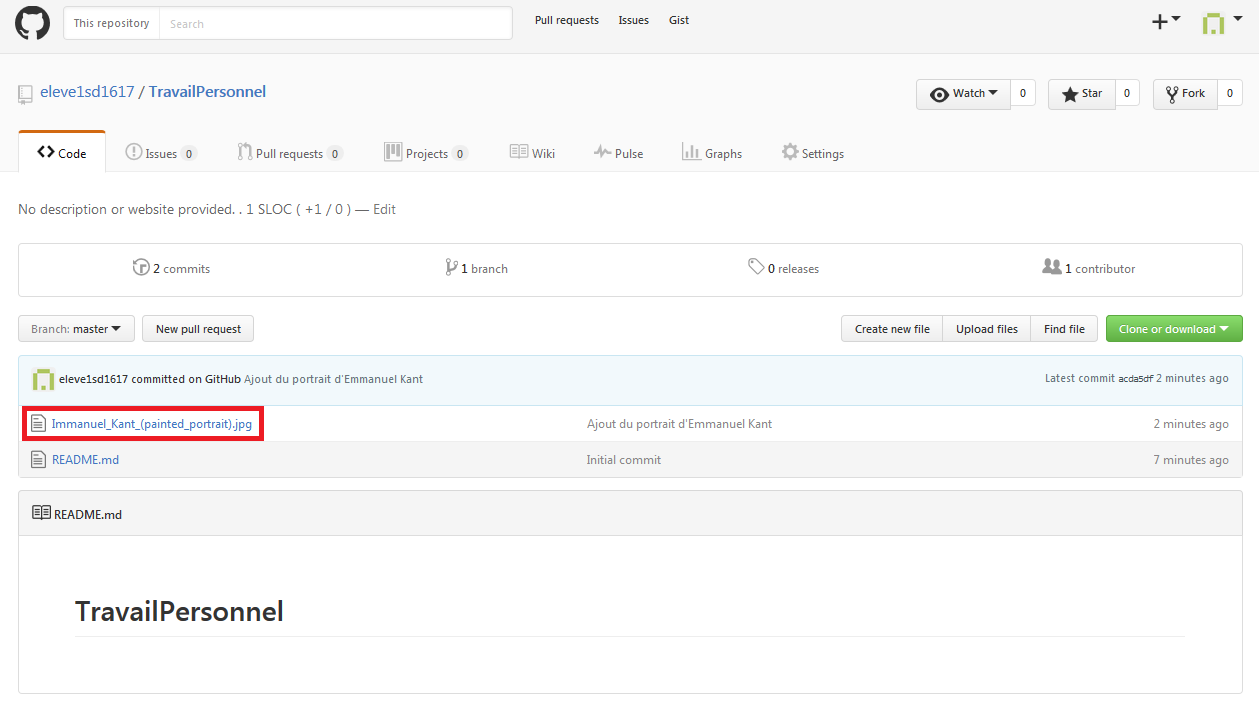 This repository Search Pull requests Issues Gist
eleve1sd1617 / TravailPersonnel Watch 0 Star 0 Fork 0
Code Issues 0 Pull requests 0 Projects 0 Wiki Pulse Graphs Settings
No description or website provided. . 1 SLOC ( +1 / 0 ) — Edit
2 commits 1 branch 0 releases 1 contributor
Branch: master New pull request Create new file Upload files Find file Clone or download
eleve1sd1617 committed on GitHub Ajout du portrait d'Emmanuel Kant Latest commit acda5df 2 minutes ago
Immanuel_Kant_(painted_portrait).jpg Ajout du portrait d'Emmanuel Kant 2 minutes ago
README.md Initial commit 7 minutes ago
README.md
TravailPersonnel